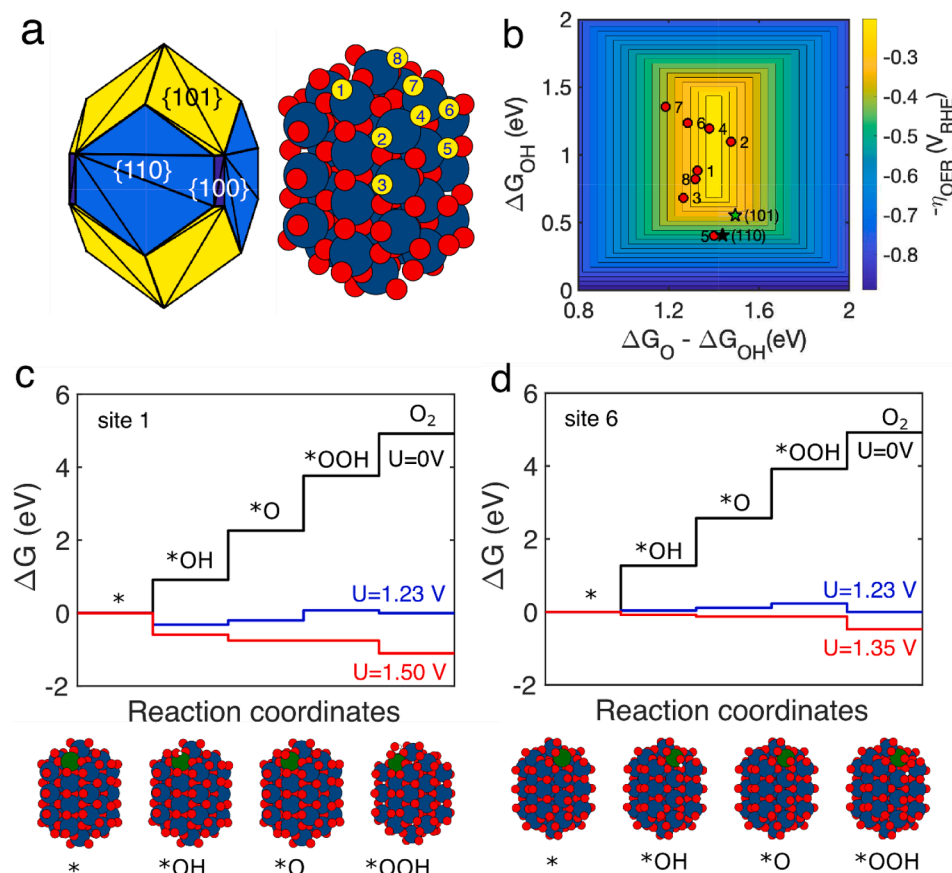 a
{101}
{110}
{100}
8
1
7
4
6
2
5
3
b
2
1.5
1
0.5
0
ΔG_OH (eV)
7
6
4
2
1
8
3
(101)
5
(110)
0.8
1.2
1.6
2
ΔG_O - ΔG_OH(eV)
-0.3
-0.4
-0.5
-0.6
-0.7
-0.8
-η_OER (V_RHE)
c
6
4
2
0
-2
ΔG (eV)
site 1
*
*OH
*O
*OOH
O₂
U=0V
U=1.23 V
U=1.50 V
Reaction coordinates
*
*OH
*O
*OOH
d
6
4
2
0
-2
ΔG (eV)
site 6
*
*OH
*O
*OOH
O₂
U=0V
U=1.23 V
U=1.35 V
Reaction coordinates
*
*OH
*O
*OOH